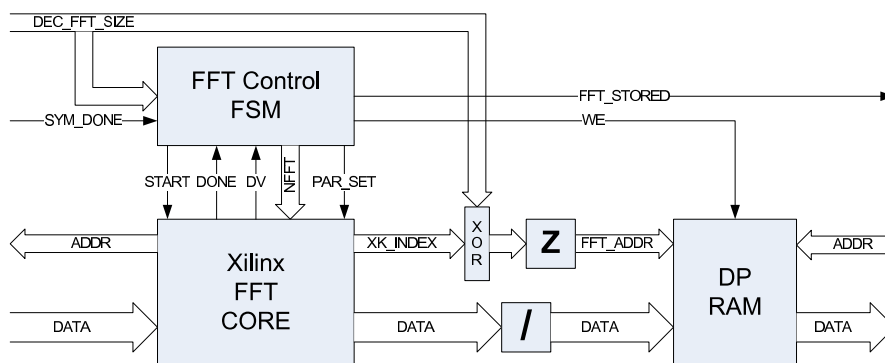 DEC_FFT_SIZE
FFT Control
FSM
FFT_STORED
SYM_DONE
WE
START
DONE
DV
NFFT
PAR_SET
ADDR
Xilinx
FFT
CORE
XK_INDEX
XOR
Z
FFT_ADDR
DP
RAM
ADDR
DATA
DATA
/
DATA
DATA